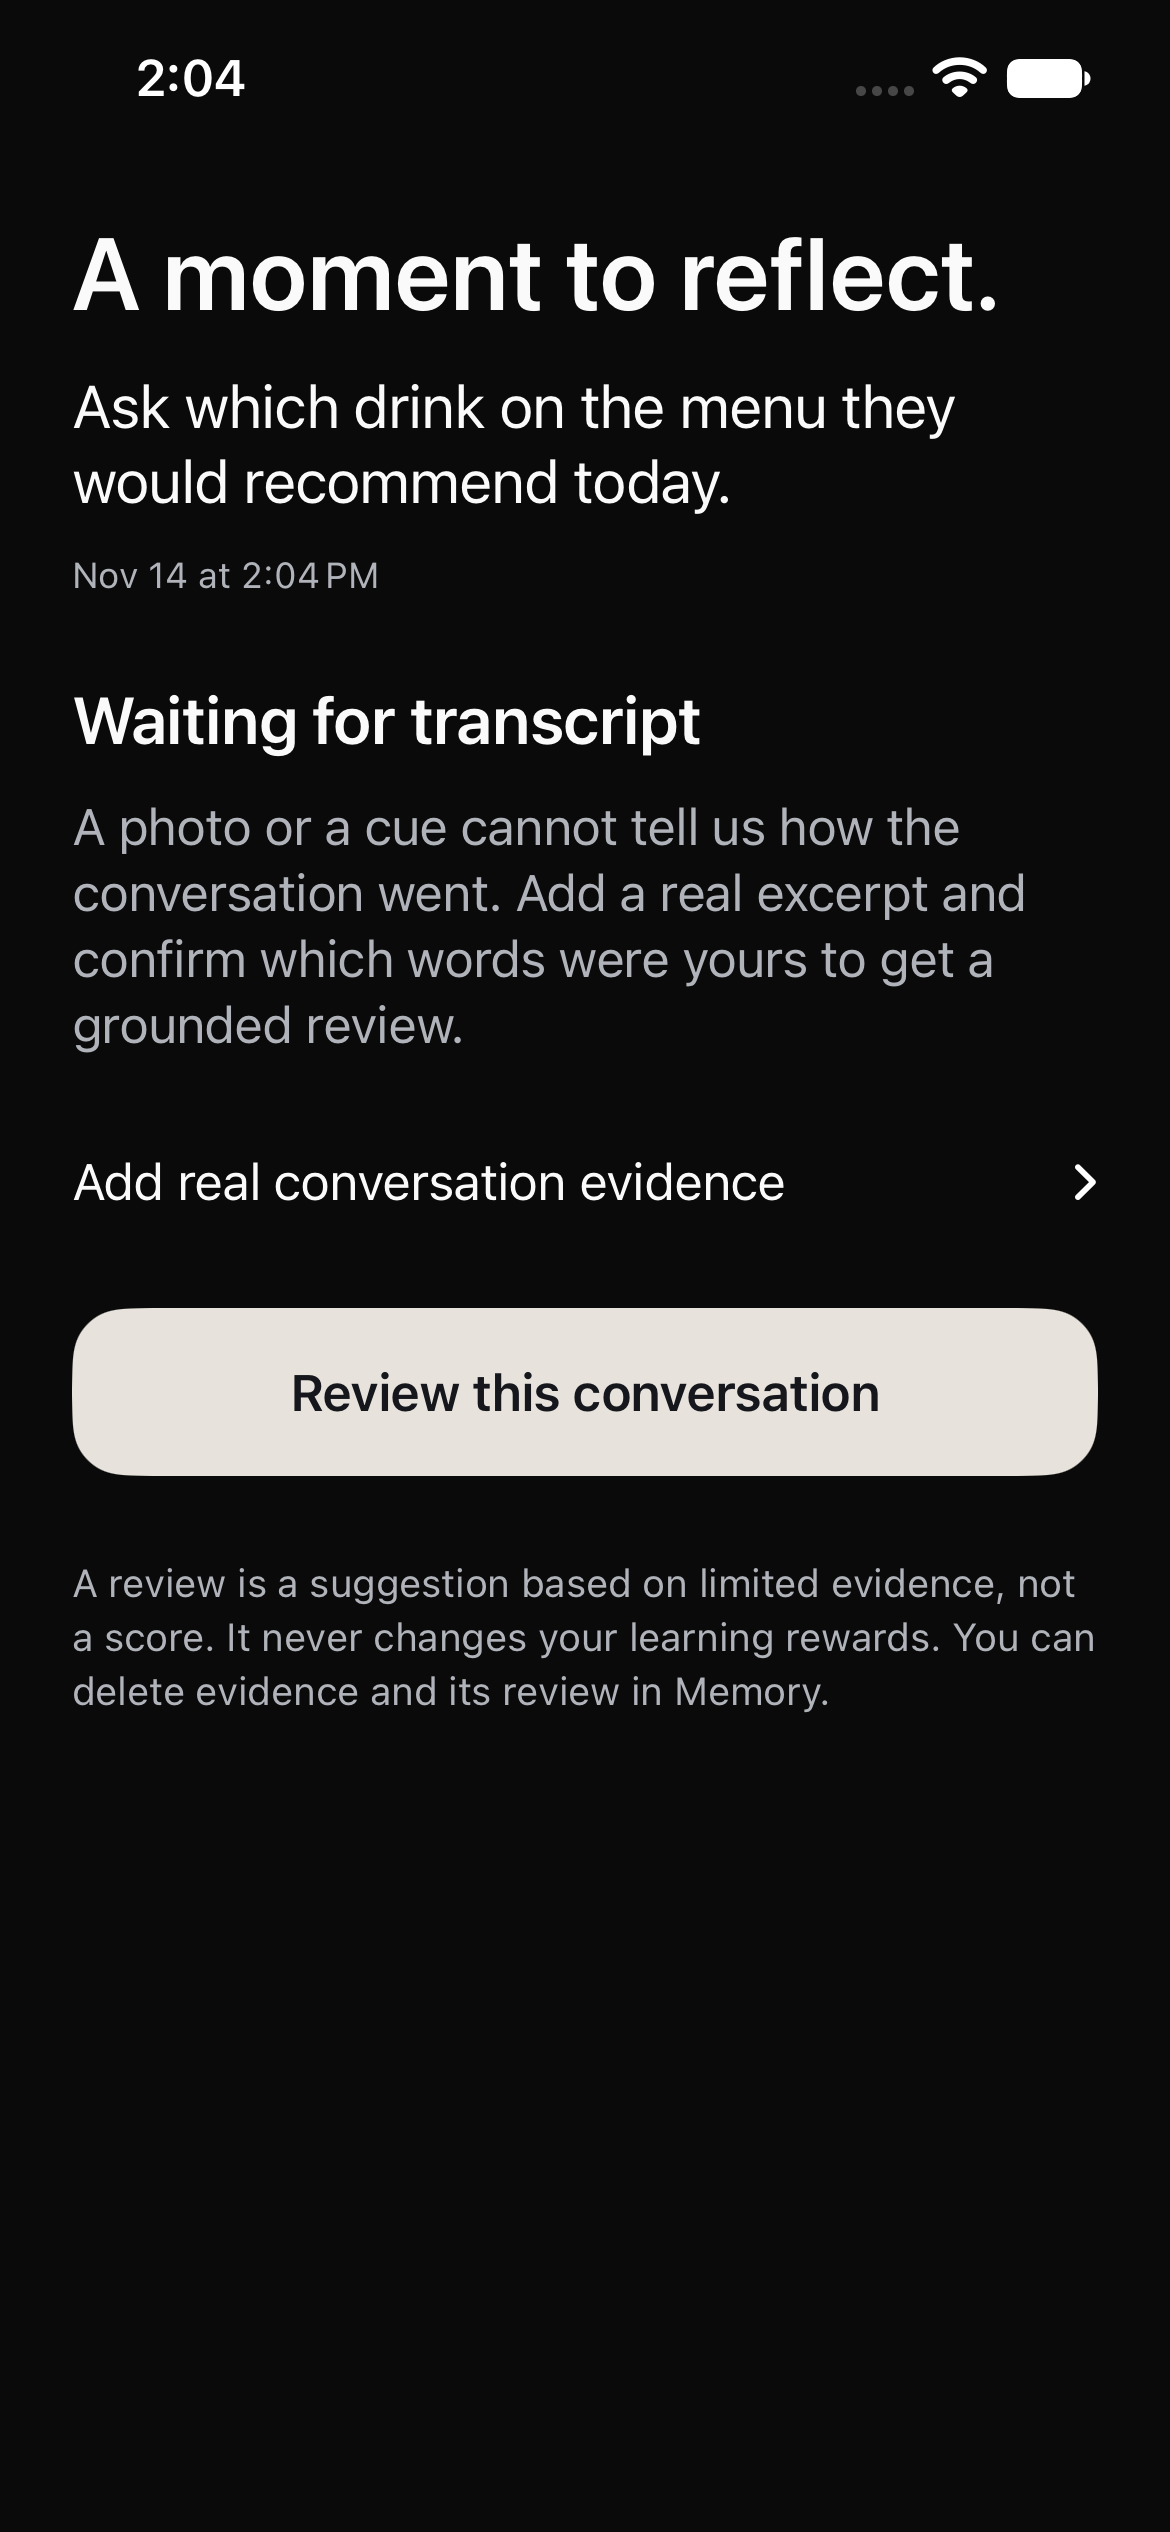 2:04
A moment to reflect.
Ask which drink on the menu they
would recommend today.
Nov 14 at 2:04 PM
Waiting for transcript
A photo or a cue cannot tell us how the
conversation went. Add a real excerpt and
confirm which words were yours to get a
grounded review.
Add real conversation evidence
Review this conversation
A review is a suggestion based on limited evidence, not
a score. It never changes your learning rewards. You can
delete evidence and its review in Memory.